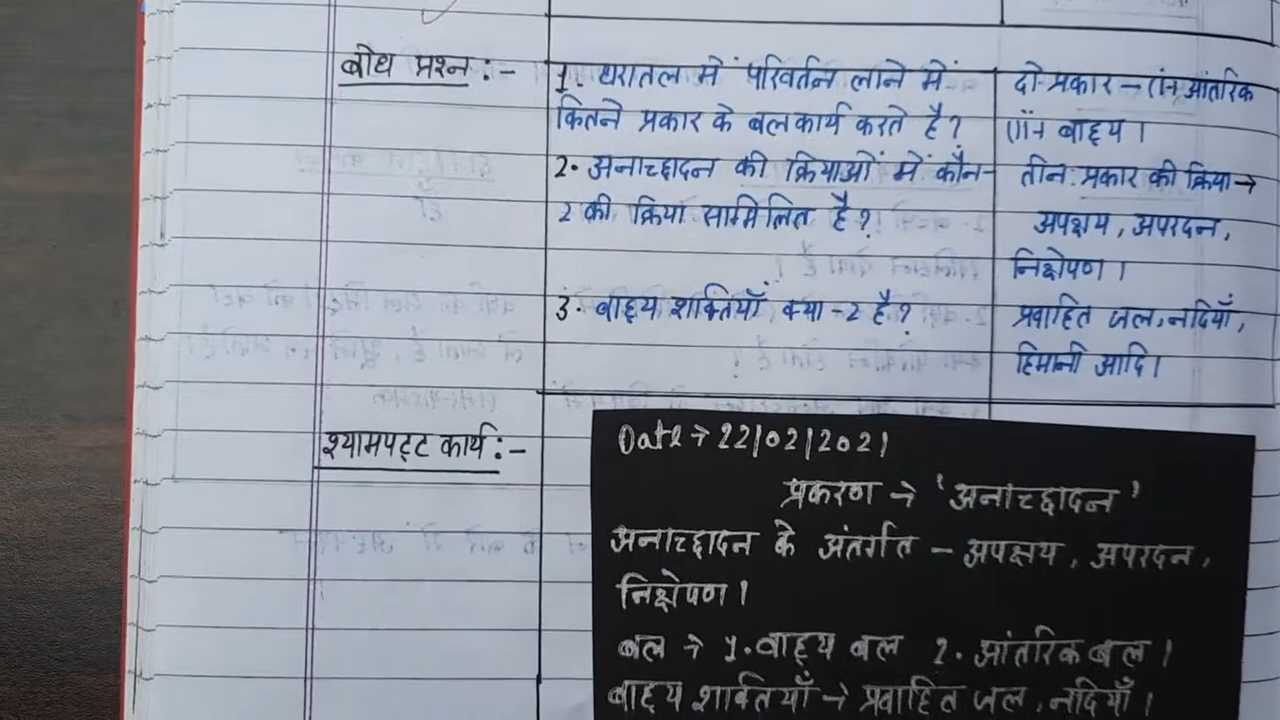 बोध प्रश्न :-
1. धरातल में परिवर्तन लाने में
कितने प्रकार के बलकार्य करते है?
2. अनाच्छादन की क्रियाओं में कौन-
2 की क्रिया सम्मिलित है?
3. बाह्य शक्तियाँ क्या -2 है?
दो प्रकार – (i) आंतरिक
(ii) बाह्य।
तीन प्रकार की क्रिया →
अपक्षय, अपरदन,
निक्षेपण।
प्रवाहित जल, नदियाँ,
हिमानी आदि।
श्यामपट्ट कार्य :-
Date → 22/02/2021
प्रकरण → 'अनाच्छादन'
अनाच्छादन के अंतर्गत – अपक्षय, अपरदन,
निक्षेपण।
बल → 1. बाह्य बल 2. आंतरिक बल।
बाह्य शक्तियाँ → प्रवाहित जल, नदियाँ।